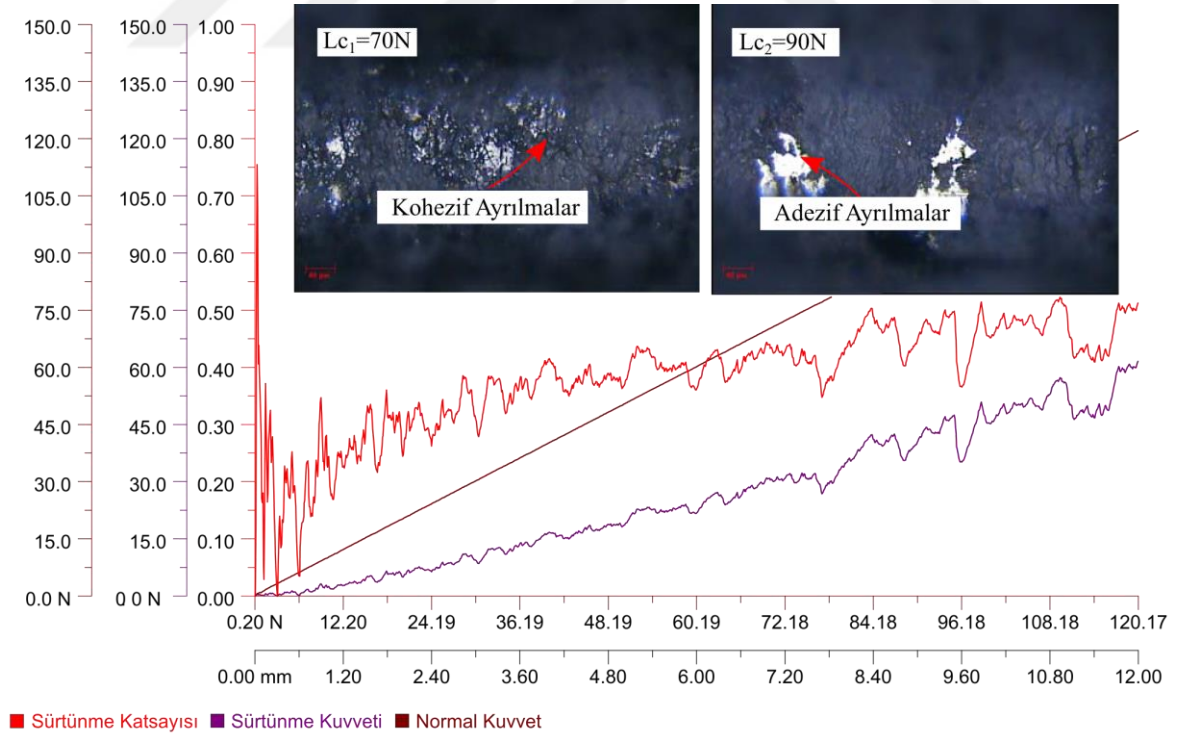 150.0 150.0 1.00
135.0 135.0 0.90
120.0 120.0 0.80
105.0 105.0 0.70
90.0 90.0 0.60
75.0 75.0 0.50
60.0 60.0 0.40
45.0 45.0 0.30
30.0 30.0 0.20
15.0 15.0 0.10
0.0 N 0 0 N 0.00
Lc₁=70N
Kohezif Ayrılmalar
Lc₂=90N
Adezif Ayrılmalar
0.20 N 12.20 24.19 36.19 48.19 60.19 72.18 84.18 96.18 108.18 120.17
0.00 mm 1.20 2.40 3.60 4.80 6.00 7.20 8.40 9.60 10.80 12.00
Sürtünme Katsayısı Sürtünme Kuvveti Normal Kuvvet